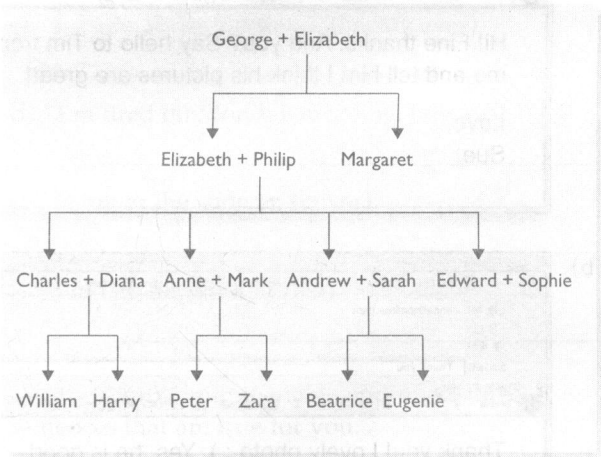 George + Elizabeth
Elizabeth + Philip Margaret
Charles + Diana Anne + Mark Andrew + Sarah Edward + Sophie
William Harry Peter Zara Beatrice Eugenie